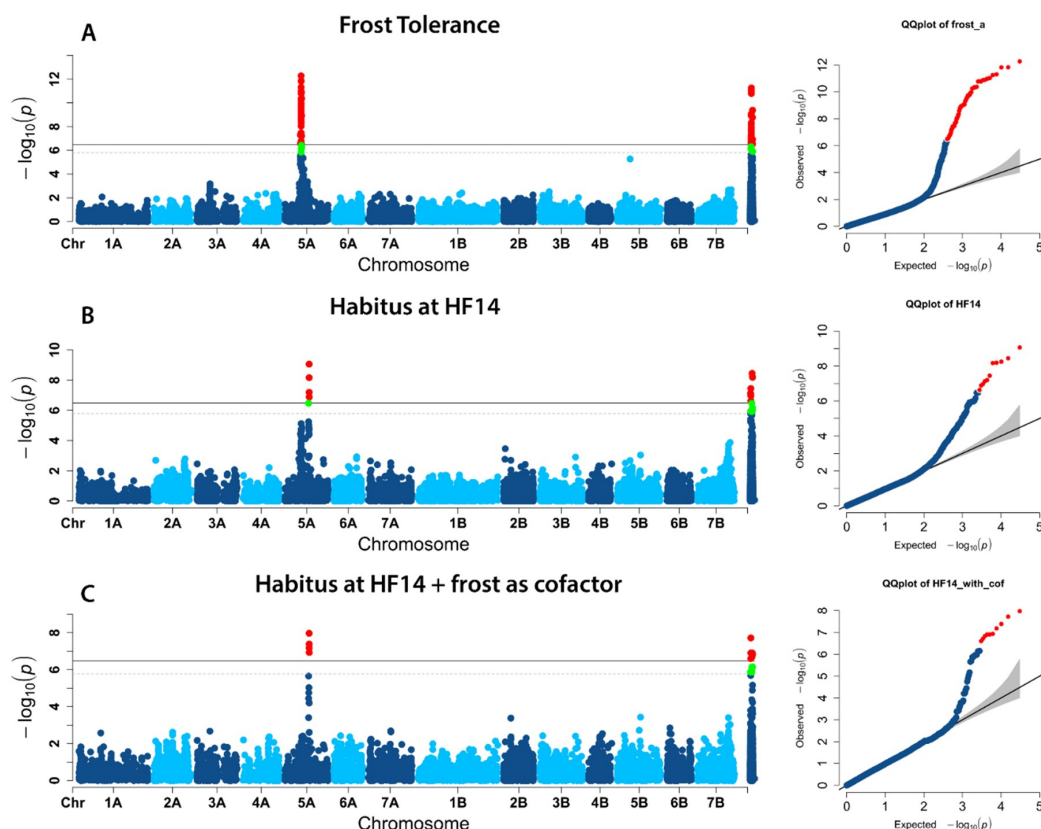 A
Frost Tolerance
−log10(p)
12
10
8
6
4
2
0
Chr 1A 2A 3A 4A 5A 6A 7A 1B 2B 3B 4B 5B 6B 7B
Chromosome
QQplot of frost_a
Observed −log10(p)
12
10
8
6
4
2
0
0 1 2 3 4 5
Expected −log10(p)
B
Habitus at HF14
−log10(p)
10
8
6
4
2
0
Chr 1A 2A 3A 4A 5A 6A 7A 1B 2B 3B 4B 5B 6B 7B
Chromosome
QQplot of HF14
Observed −log10(p)
10
8
6
4
2
0
0 1 2 3 4 5
Expected −log10(p)
C
Habitus at HF14 + frost as cofactor
−log10(p)
8
6
4
2
0
Chr 1A 2A 3A 4A 5A 6A 7A 1B 2B 3B 4B 5B 6B 7B
Chromosome
QQplot of HF14_with_cof
Observed −log10(p)
8
7
6
5
4
3
2
1
0
0 1 2 3 4 5
Expected −log10(p)